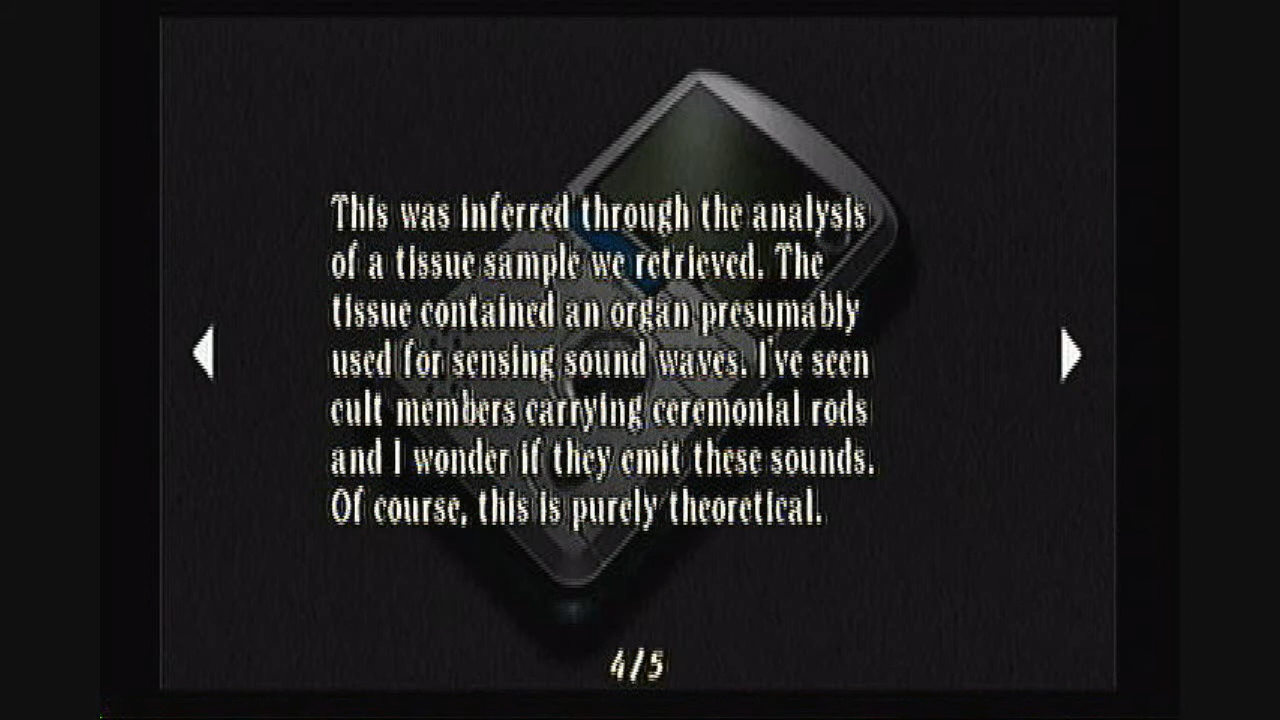 This was inferred through the analysis
of a tissue sample we retrieved. The
tissue contained an organ presumably
used for sensing sound waves. I've seen
cult members carrying ceremonial rods
and I wonder if they emit these sounds.
Of course, this is purely theoretical.
4/5